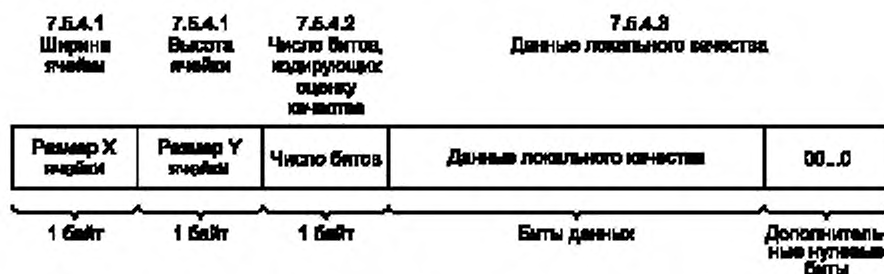 7.5.4.1
Ширина
ячейки
7.5.4.1
Высота
ячейки
7.5.4.2
Число битов,
кодирующих
оценку
качества
7.5.4.3
Данные локального качества
Размер X
ячейки
Размер Y
ячейки
Число битов
Данные локального качества
00...0
1 байт
1 байт
1 байт
Биты данных
Дополнитель-
ные нулевые
биты